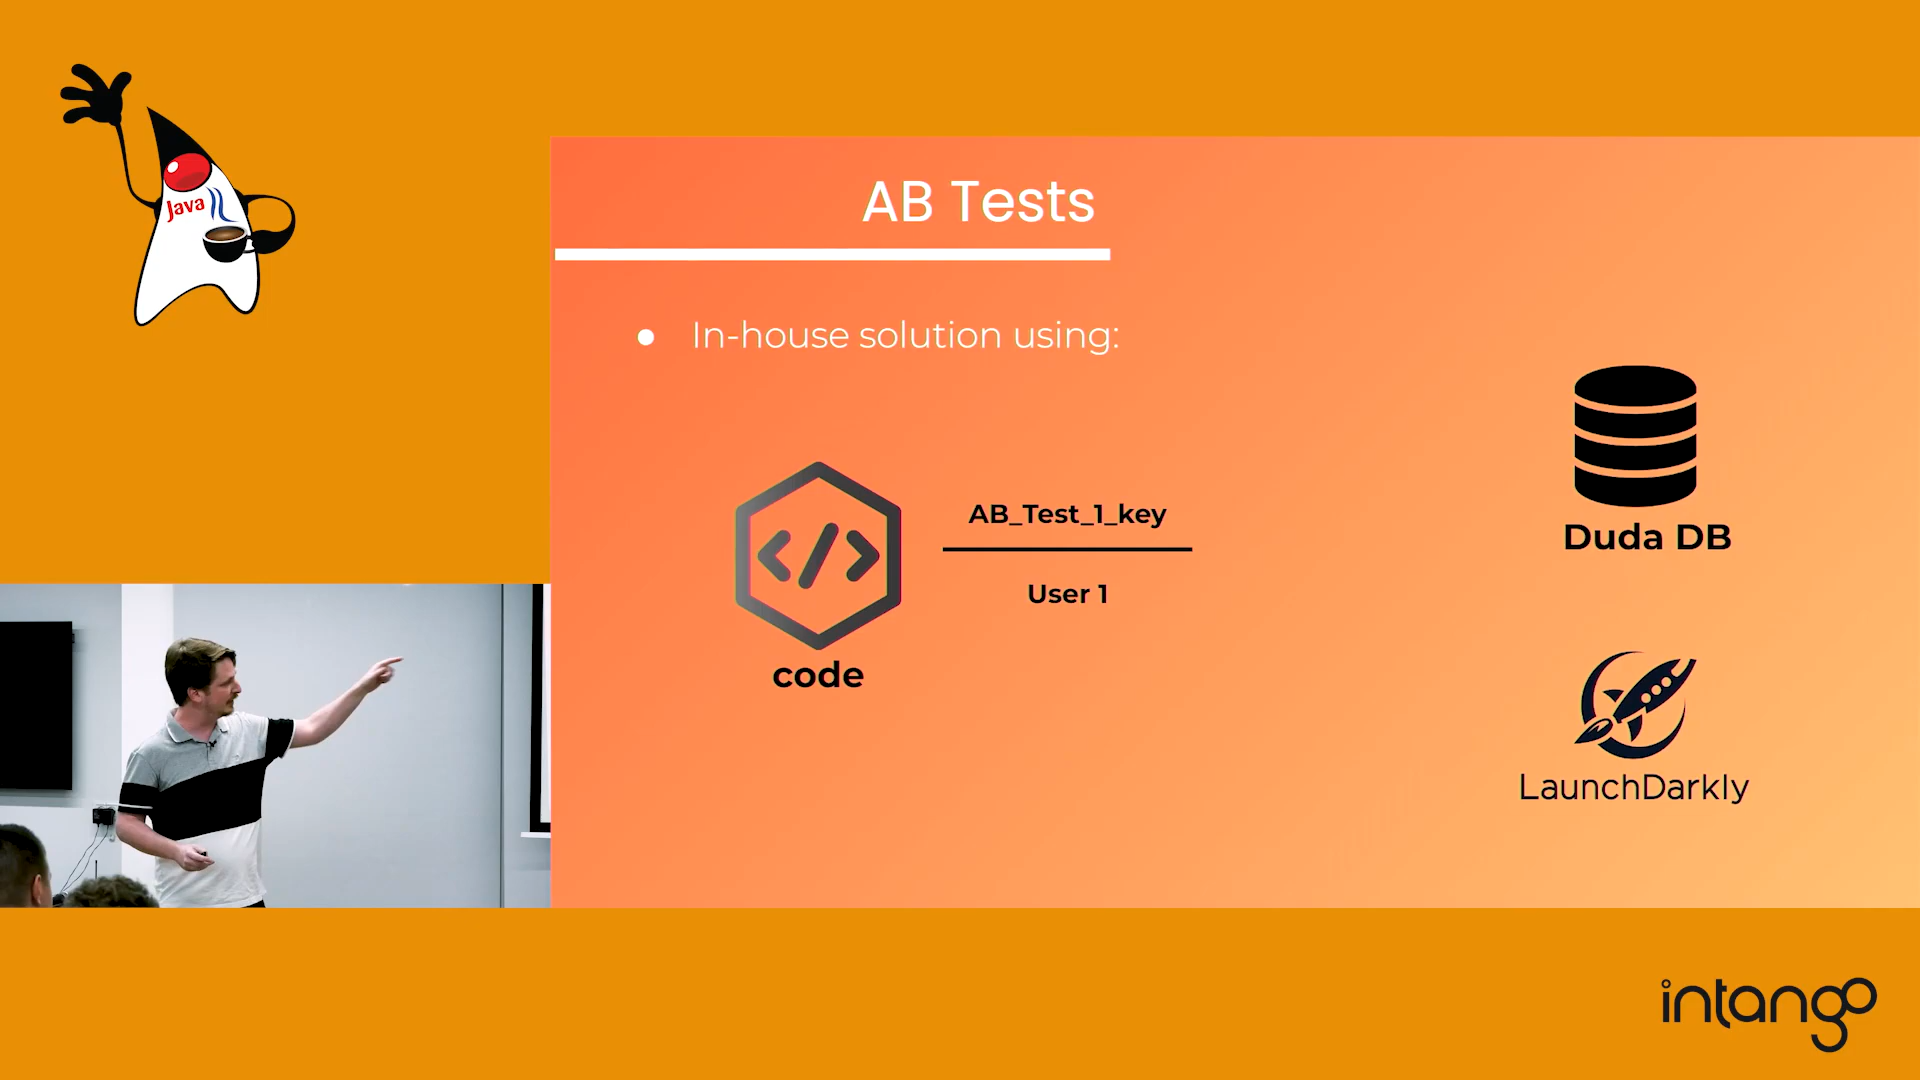 Java
AB Tests
In-house solution using:
AB_Test_1_key
User 1
code
Duda DB
LaunchDarkly
intango